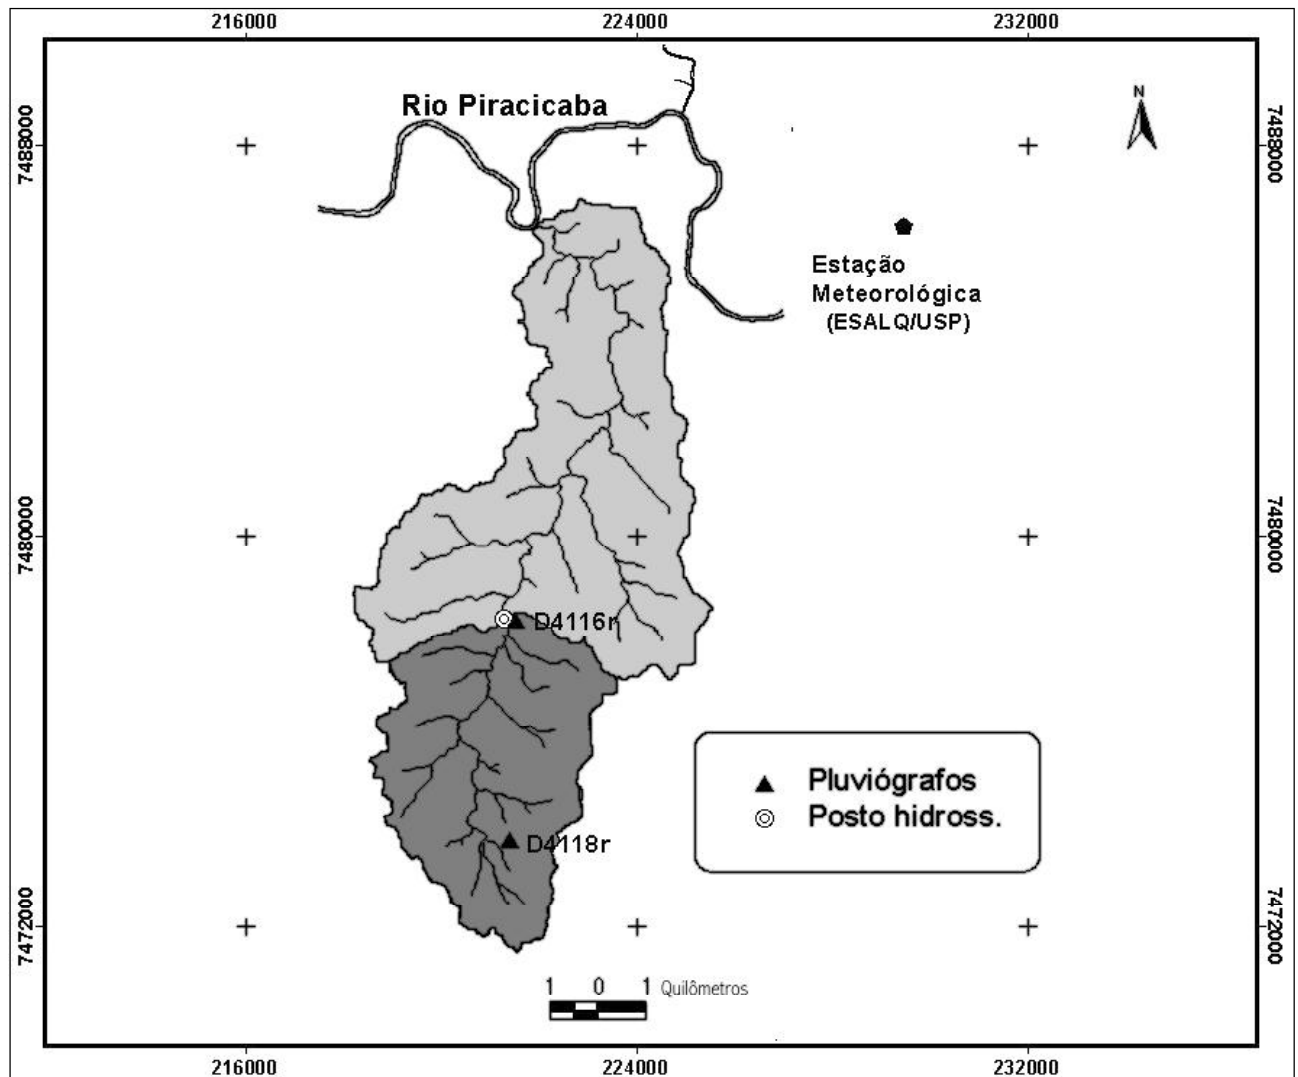 216000
224000
232000
Rio Piracicaba
N
7488000
7488000
Estação
Meteorológica
(ESALQ/USP)
7480000
7480000
D4116r
Pluviógrafos
Posto hidross.
D4118r
7472000
7472000
1 0 1 Quilômetros
216000
224000
232000